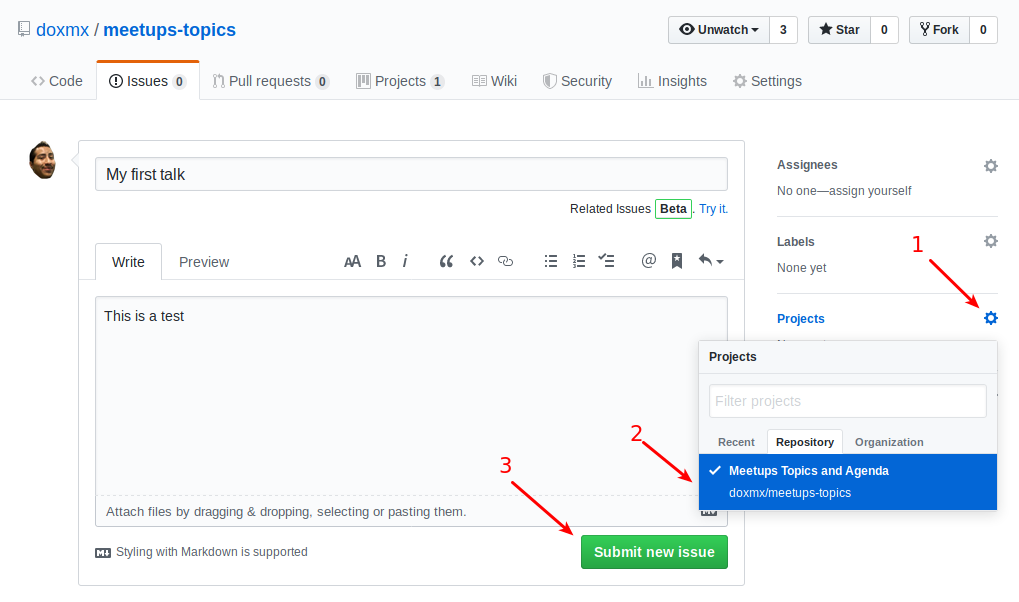 doxmx / meetups-topics
Unwatch 3 Star 0 Fork 0
Code Issues 0 Pull requests 0 Projects 1 Wiki Security Insights Settings
My first talk
Related Issues Beta. Try it.
Write Preview
AA B i
This is a test
Attach files by dragging & dropping, selecting or pasting them.
Styling with Markdown is supported
3
Submit new issue
Assignees
No one—assign yourself
Labels
None yet
1
Projects
Projects
Filter projects
Recent Repository Organization
2
Meetups Topics and Agenda
doxmx/meetups-topics